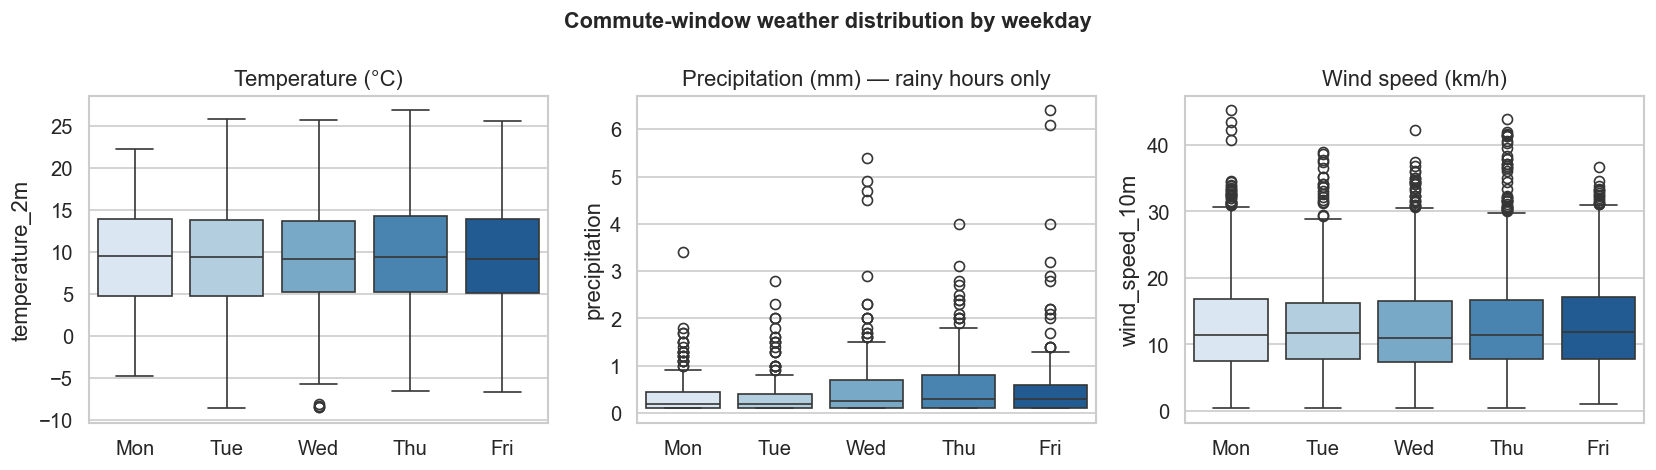 Commute-window weather distribution by weekday
Temperature (°C)
temperature_2m
25
20
15
10
5
0
−5
−10
Mon Tue Wed Thu Fri
Precipitation (mm) — rainy hours only
precipitation
6
5
4
3
2
1
0
Mon Tue Wed Thu Fri
Wind speed (km/h)
wind_speed_10m
40
30
20
10
0
Mon Tue Wed Thu Fri